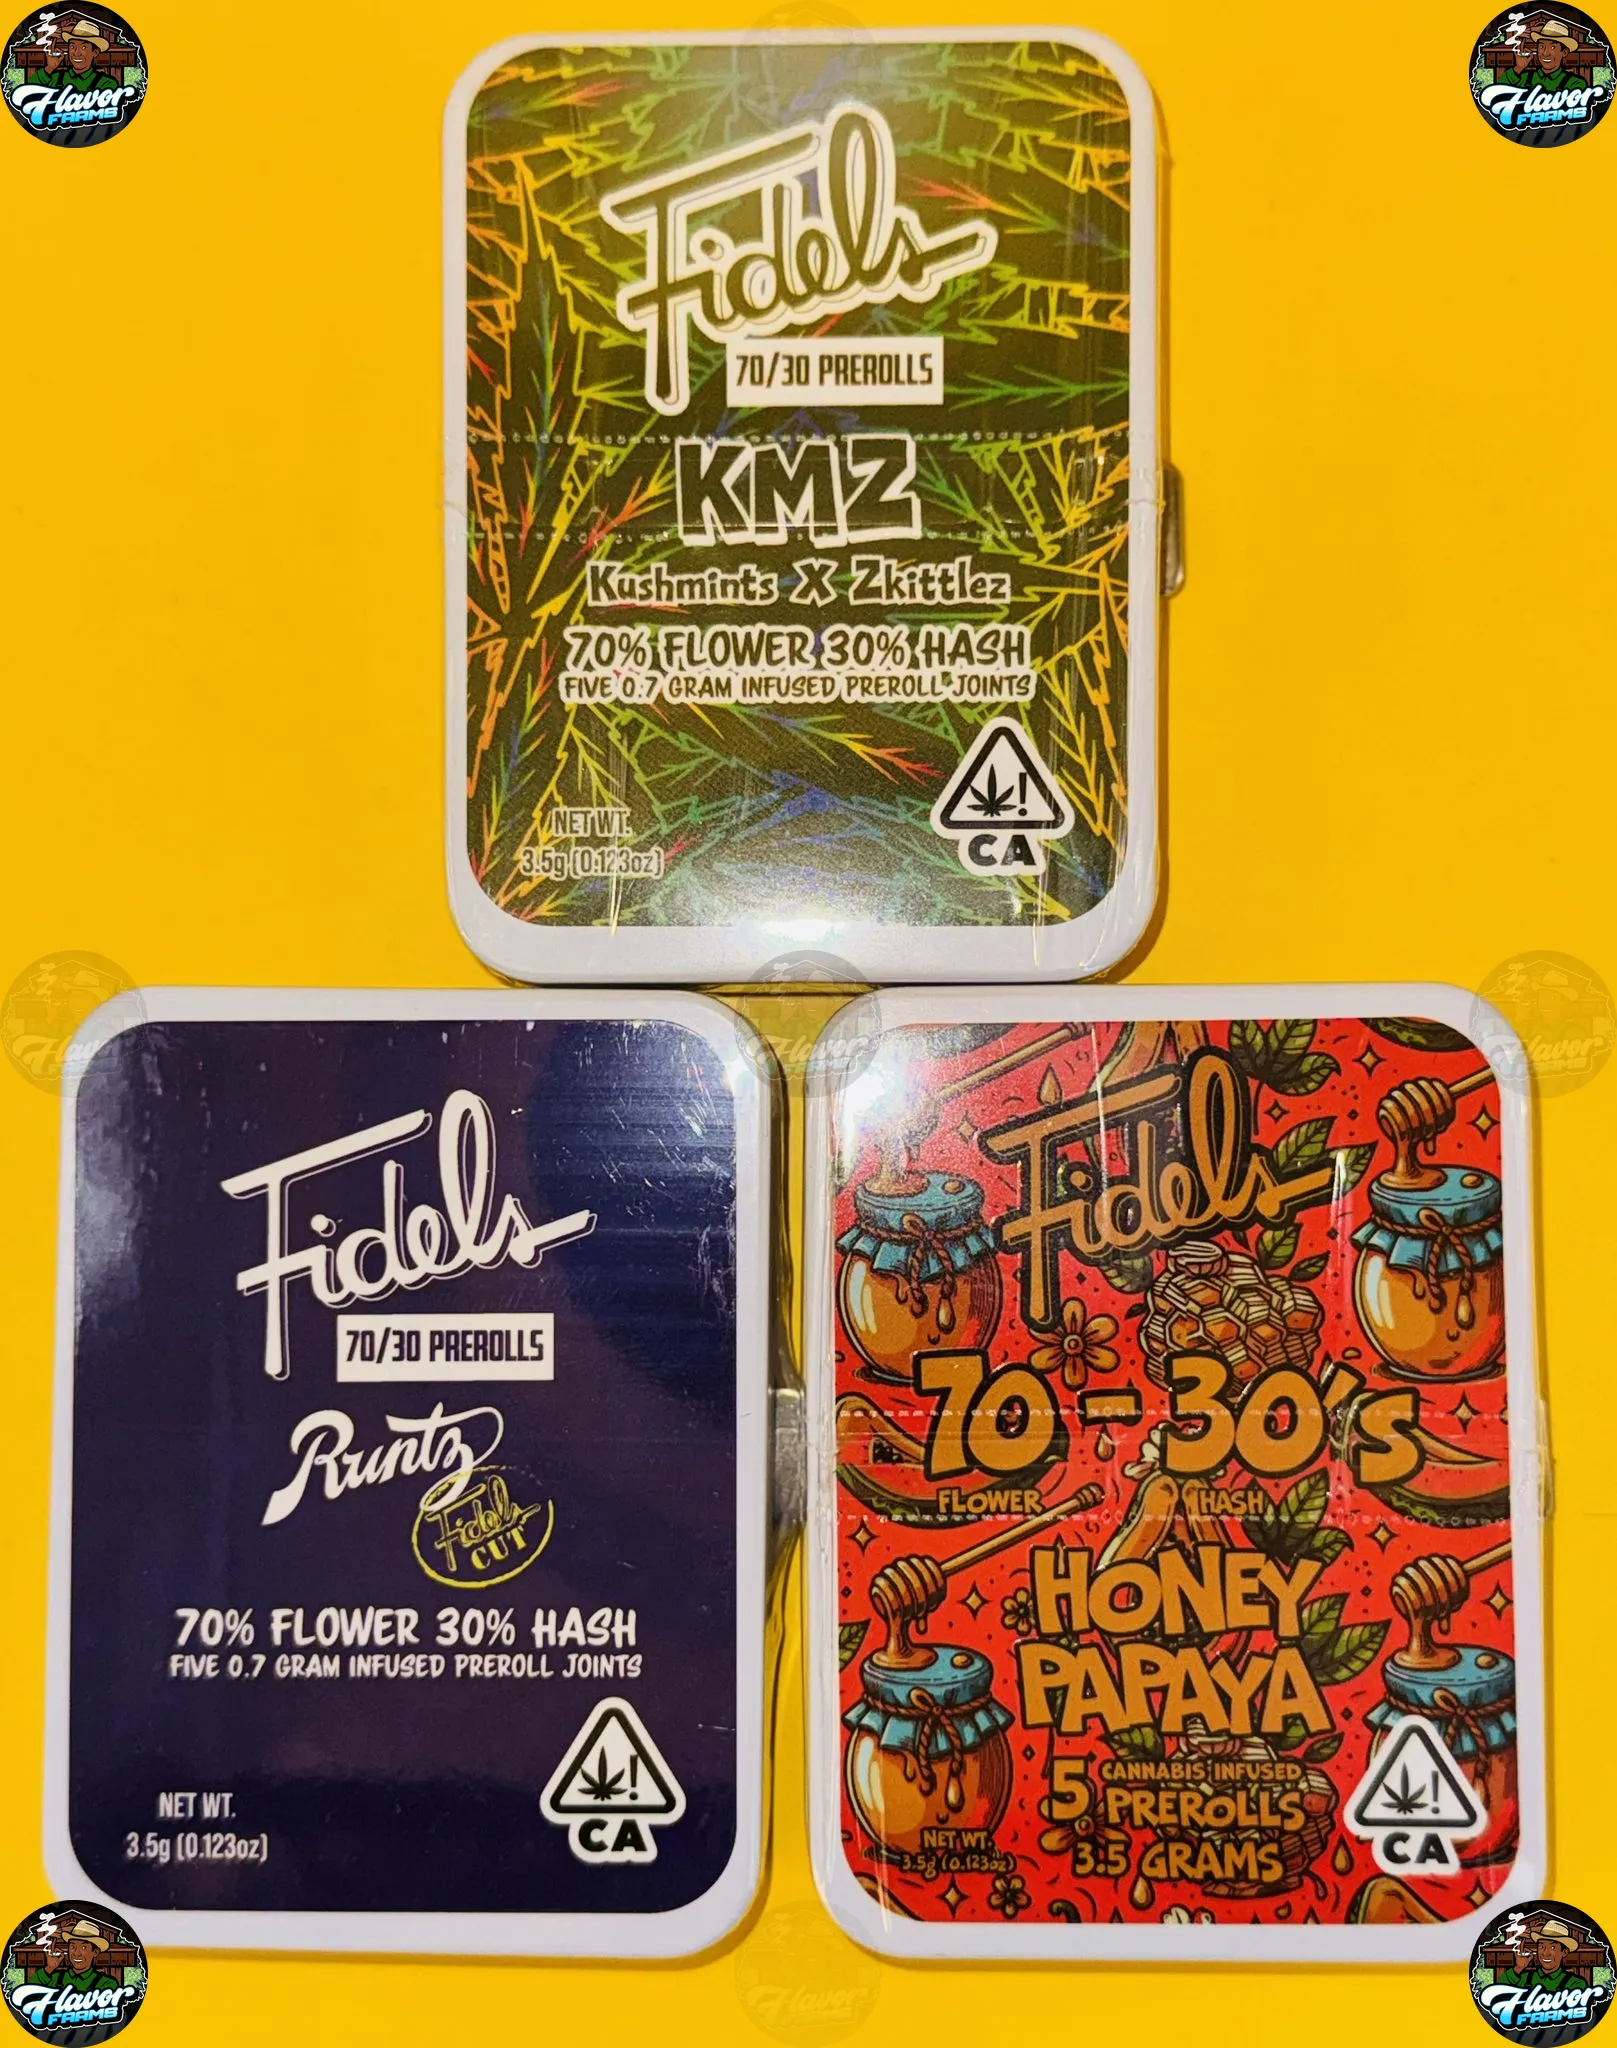 Flavor
FARMS
Flavor
FARMS
Fidels
70/30 PREROLLS
KMZ
Kushmints X Zkittlez
70% FLOWER 30% HASH
FIVE 0.7 GRAM INFUSED PREROLL JOINTS
NET WT.
3.5g (0.123oz)
CA
Flavor
Flavor
Flavor
Fidels
70/30 PREROLLS
Runtz
Fidels
CUT
70% FLOWER 30% HASH
FIVE 0.7 GRAM INFUSED PREROLL JOINTS
NET WT.
3.5g (0.123oz)
CA
Fidels
70-30's
FLOWER HASH
HONEY
PAPAYA
5 CANNABIS INFUSED
PREROLLS
3.5 GRAMS
NET WT.
3.5g (0.123oz)
CA
Flavor
FARMS
Flavor
FARMS